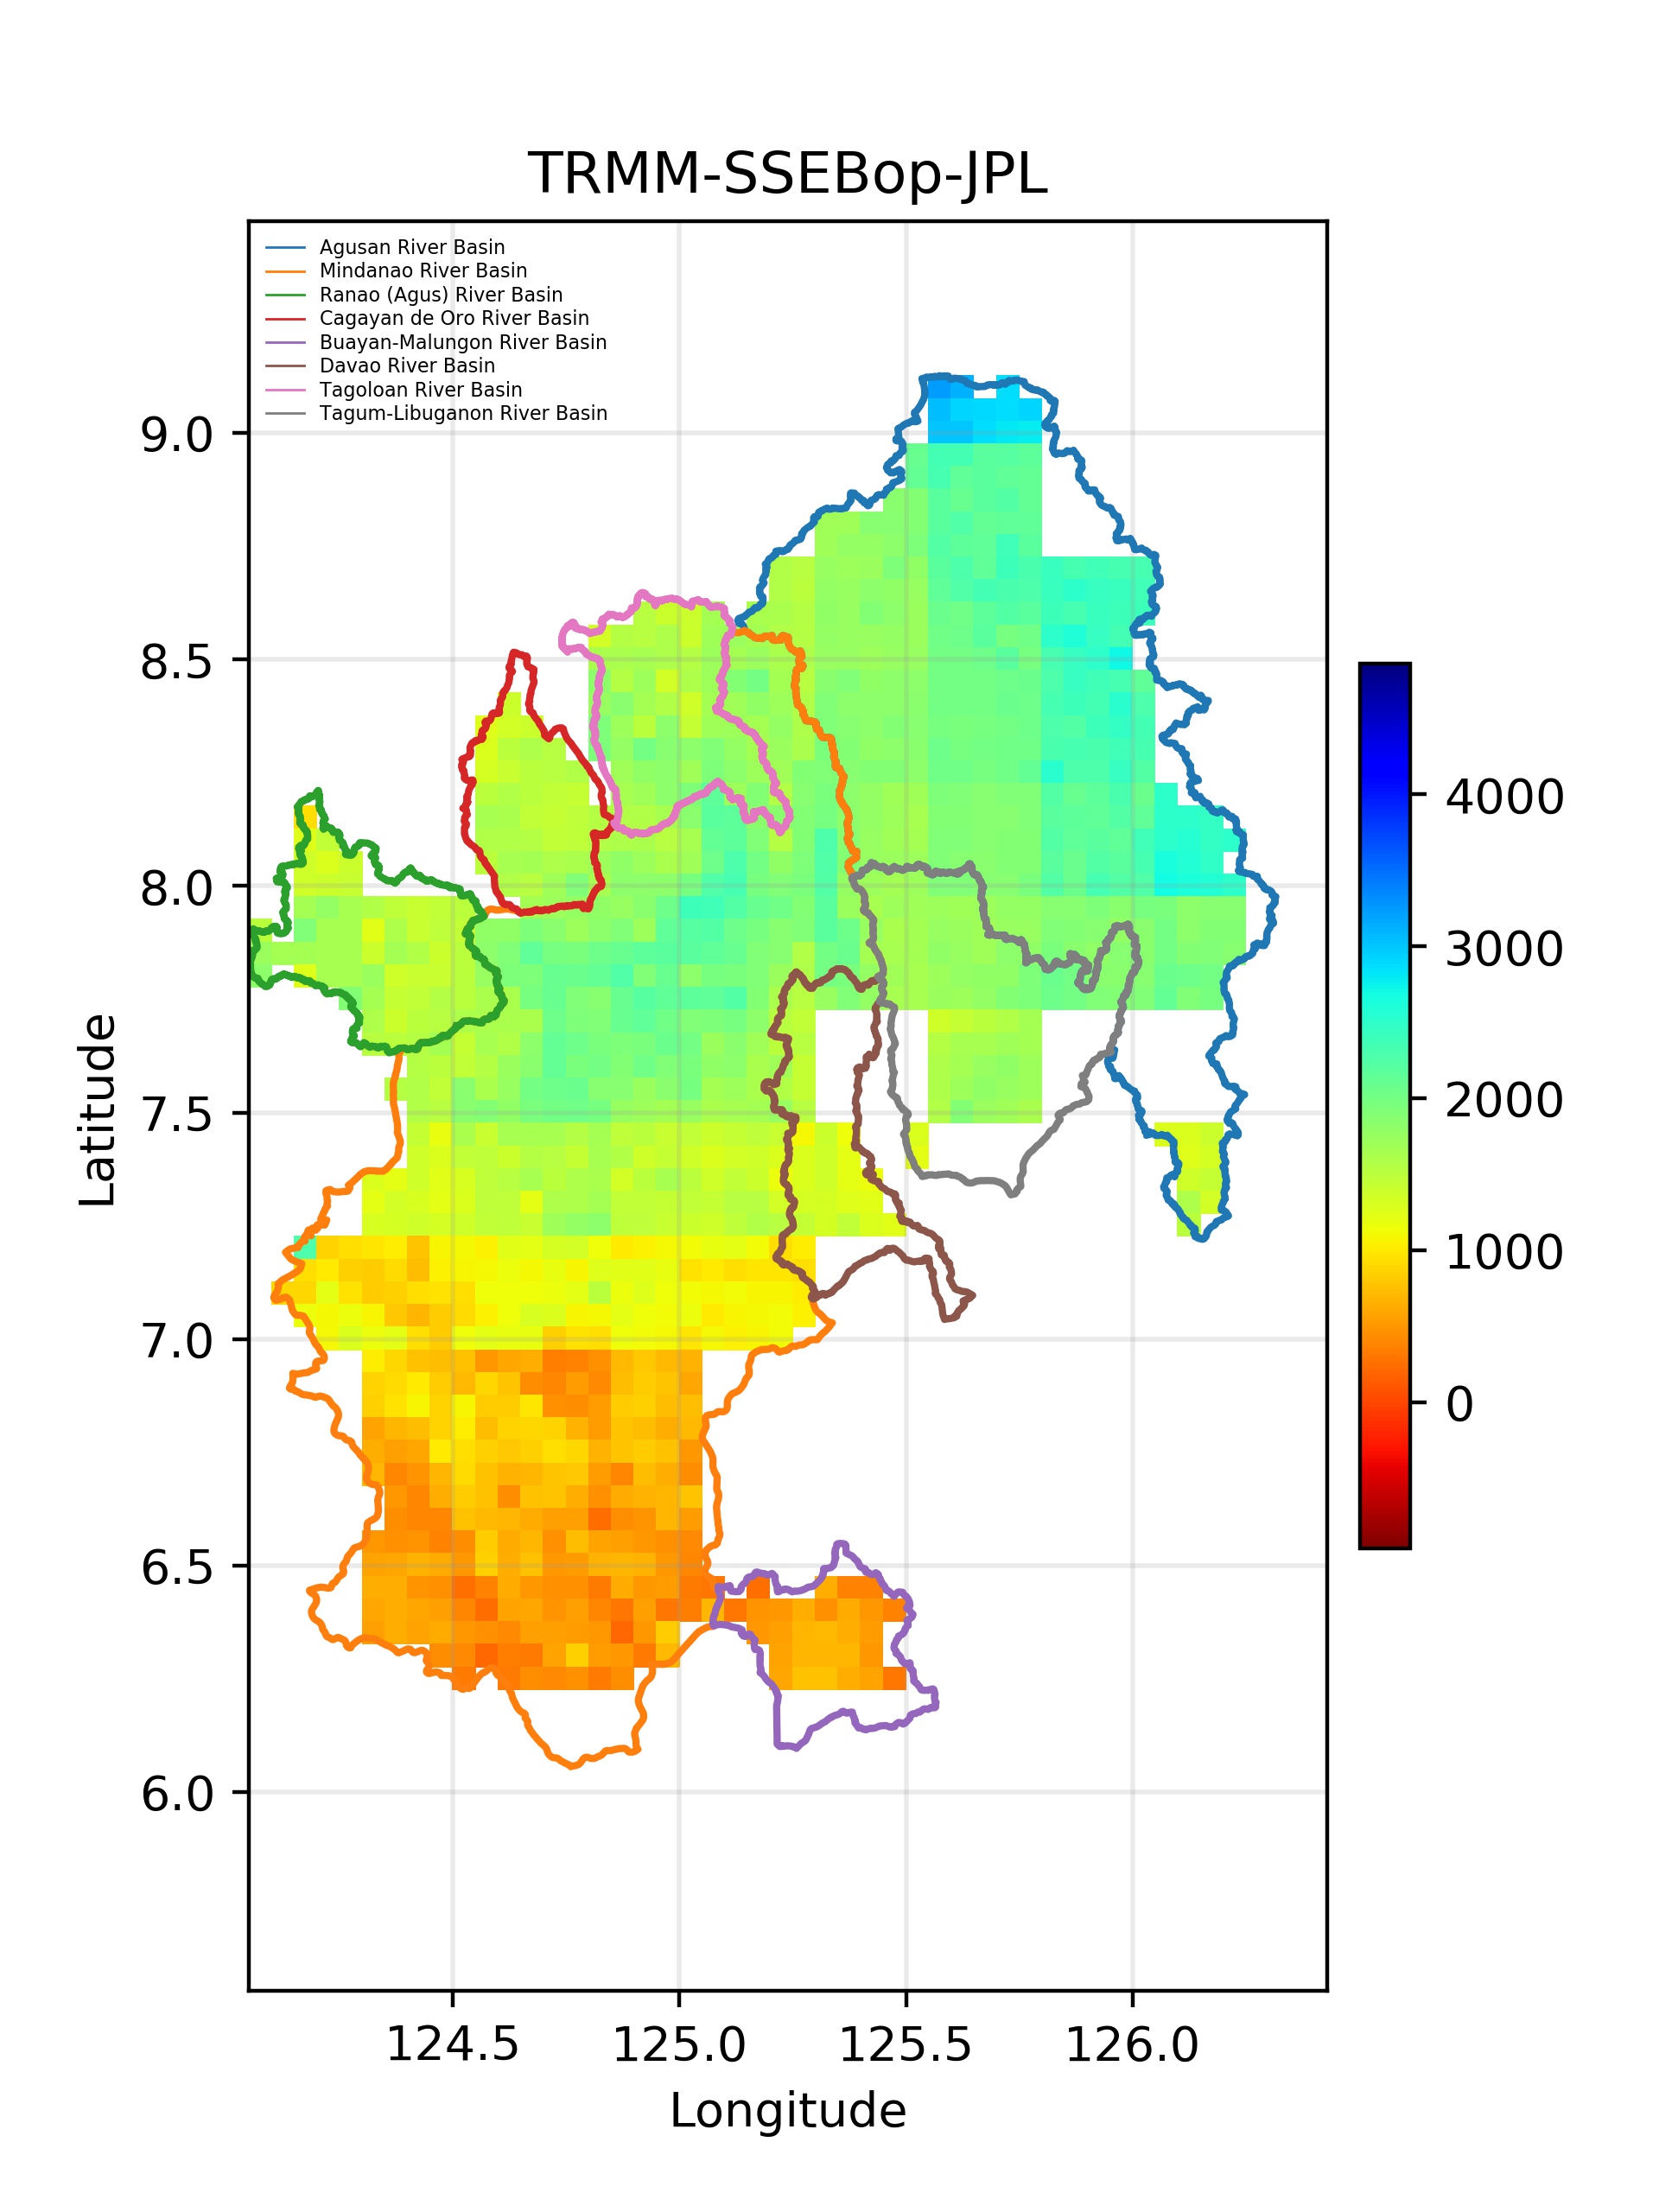 TRMM-SSEBop-JPL
Agusan River Basin
Mindanao River Basin
Ranao (Agus) River Basin
Cagayan de Oro River Basin
Buayan-Malungon River Basin
Davao River Basin
Tagoloan River Basin
Tagum-Libuganon River Basin
9.0
8.5
8.0
7.5
7.0
6.5
6.0
Latitude
124.5
125.0
125.5
126.0
Longitude
4000
3000
2000
1000
0